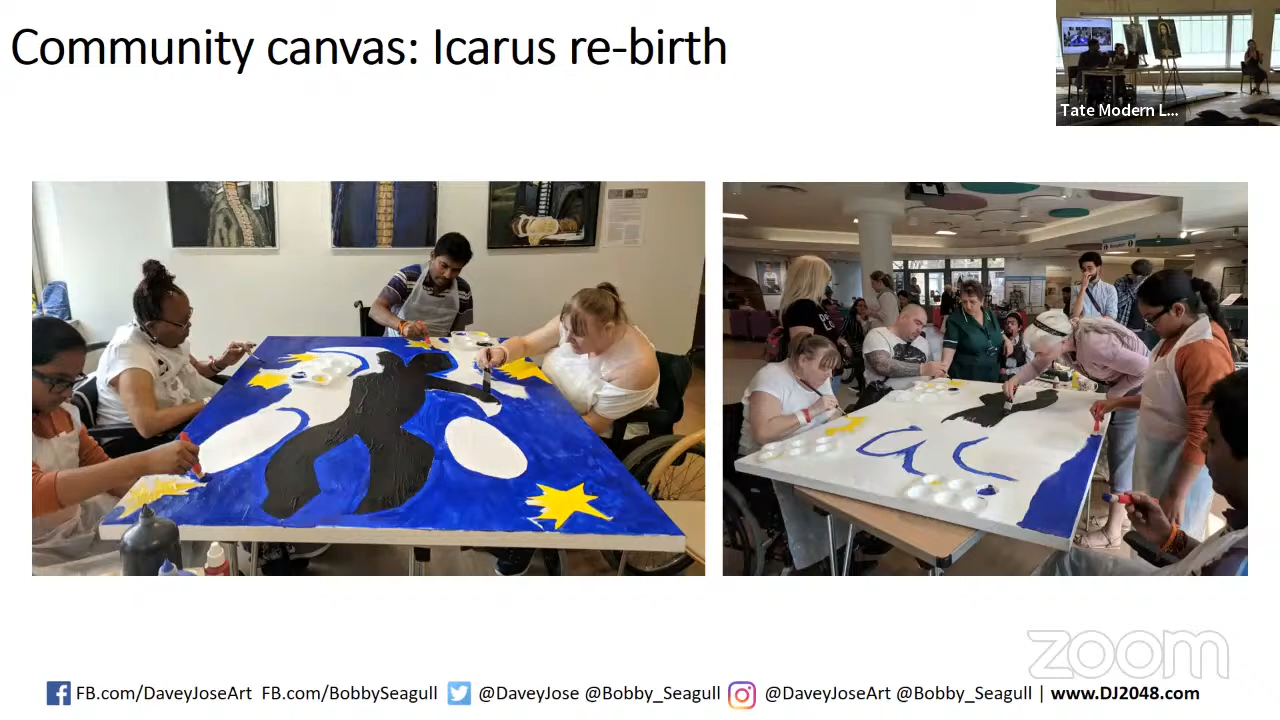 Community canvas: Icarus re-birth
Tate Modern L...
zoom
FB.com/DaveyJoseArt FB.com/BobbySeagull @DaveyJose @Bobby_Seagull @DaveyJoseArt @Bobby_Seagull | www.DJ2048.com